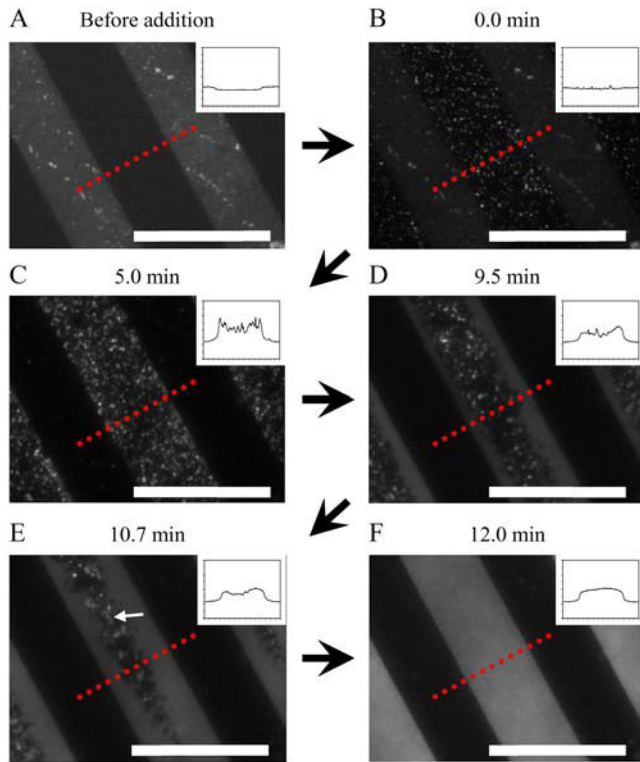 A Before addition
B 0.0 min
C 5.0 min
D 9.5 min
E 10.7 min
F 12.0 min